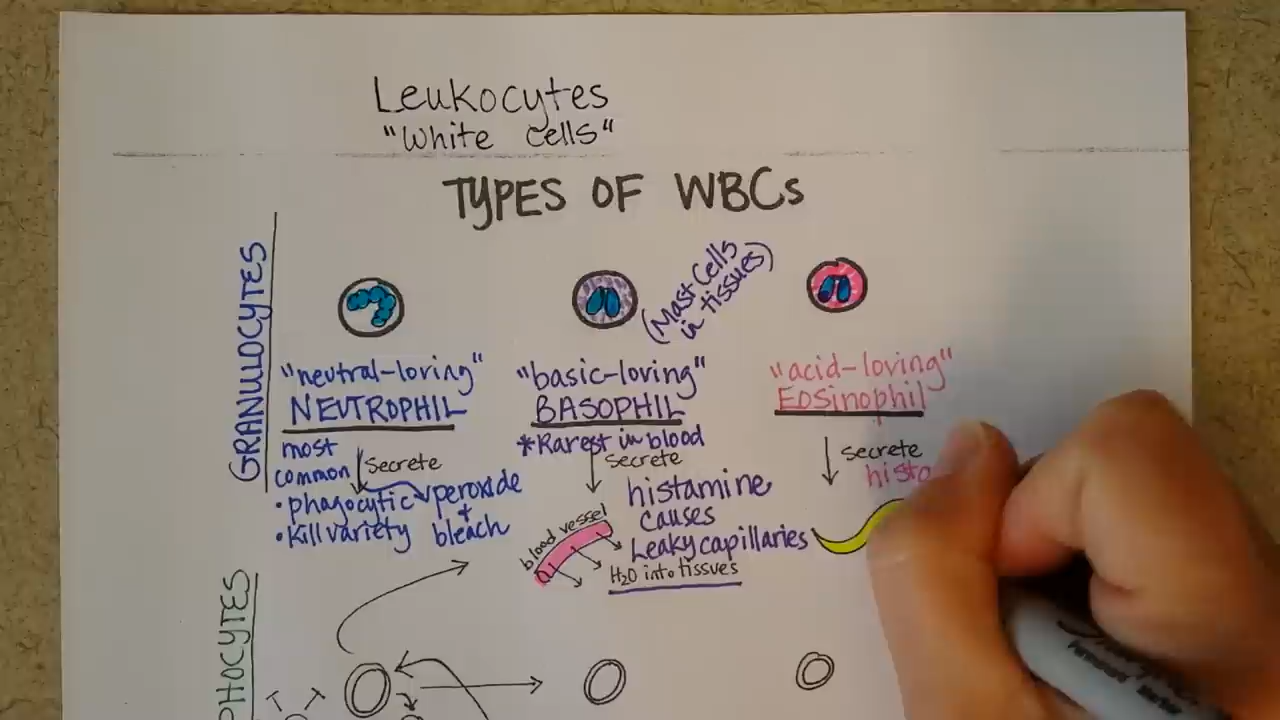 Leukocytes
"White Cells"
TYPES OF WBCs
GRANULOCYTES
(Mast Cells
in tissues)
"neutral-loving"
NEUTROPHIL
most
common
secrete
• phagocytic peroxide
+
• kill variety bleach
"basic-loving"
BASOPHIL
*Rarest in blood
secrete
histamine
causes
Leaky capillaries
blood vessel
H2O into tissues
"acid-loving"
EOSinophil
secrete
histo
PHOCYTES